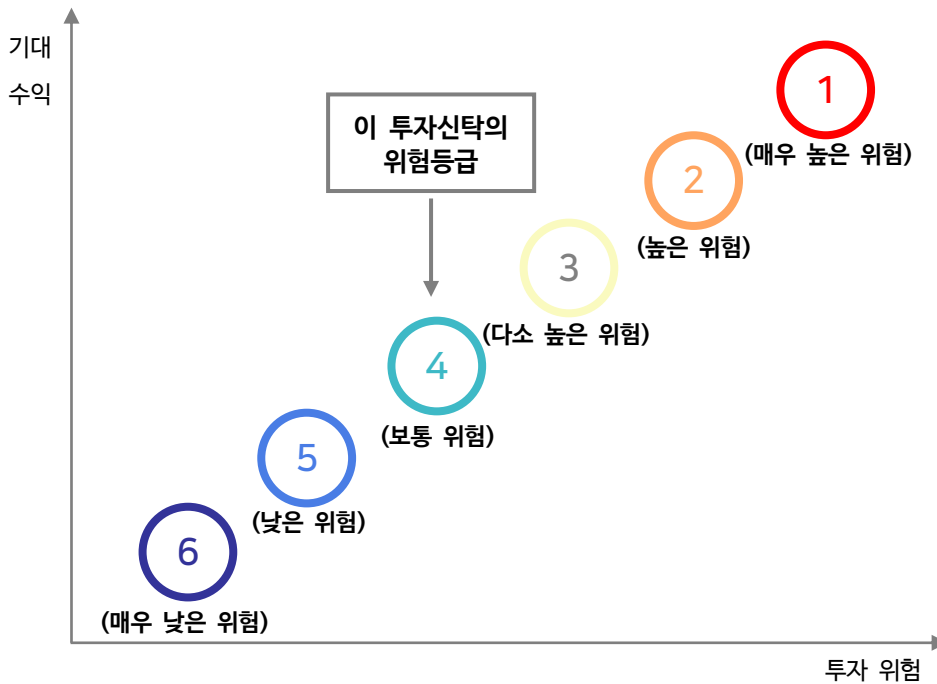 기대
수익
1
이 투자신탁의
위험등급
(매우 높은 위험)
2
(높은 위험)
3
(다소 높은 위험)
4
(보통 위험)
5
(낮은 위험)
6
(매우 낮은 위험)
투자 위험